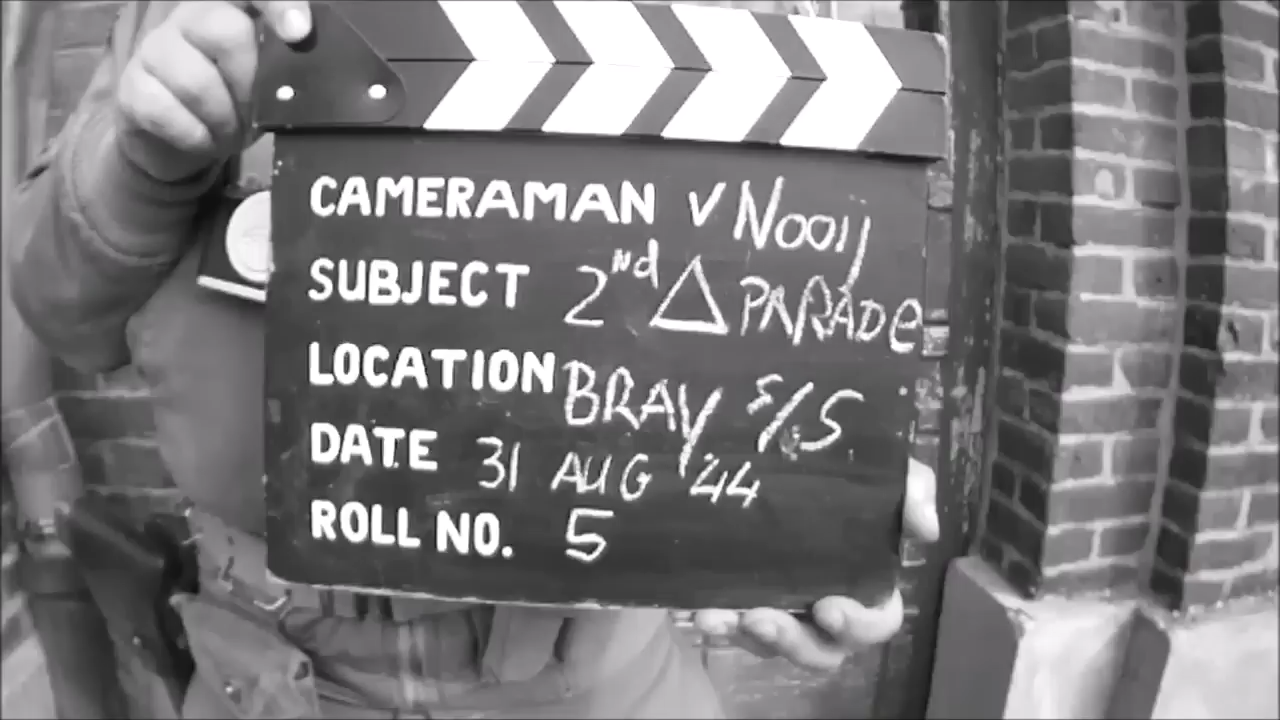 CAMERAMAN V NOOIJ
SUBJECT 2nd Δ PARADE
LOCATION BRAY S/S.
DATE 31 AUG '44
ROLL NO. 5